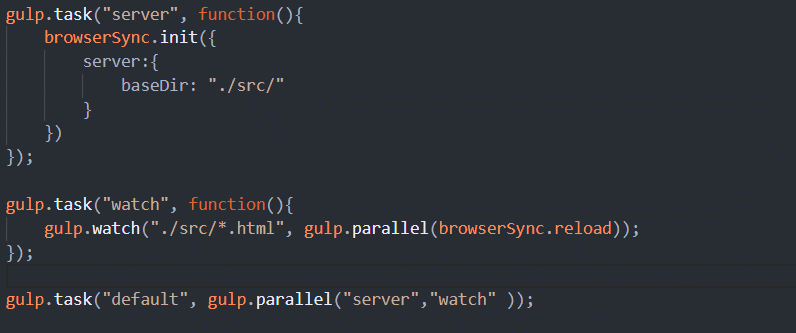 gulp.task("server", function(){
    browserSync.init({
        server:{
            baseDir: "./src/"
        }
    })
});
gulp.task("watch", function(){
    gulp.watch("./src/*.html", gulp.parallel(browserSync.reload));
});
gulp.task("default", gulp.parallel("server","watch" ));